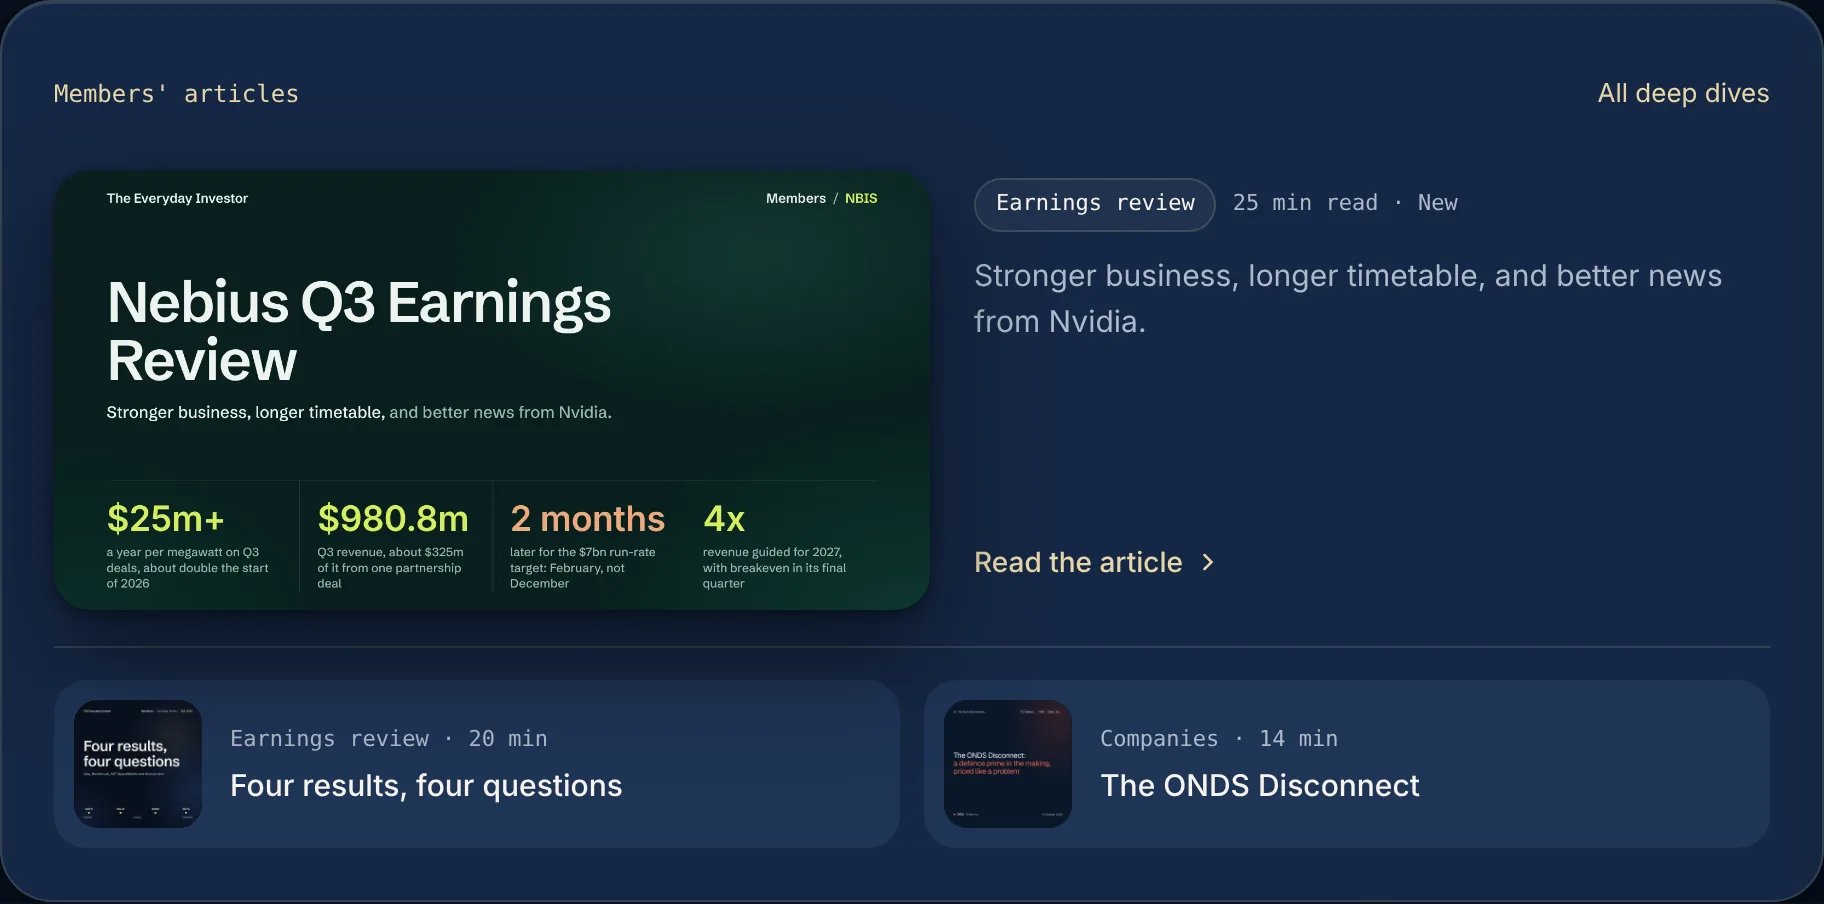 Members' articles
All deep dives
The Everyday Investor
Members / NBIS
Nebius Q3 Earnings
Review
Stronger business, longer timetable, and better news from Nvidia.
$25m+
a year per megawatt on Q3
deals, about double the start
of 2026
$980.8m
Q3 revenue, about $325m
of it from one partnership
deal
2 months
later for the $7bn run-rate
target: February, not
December
4x
revenue guided for 2027,
with breakeven in its final
quarter
Earnings review
25 min read · New
Stronger business, longer timetable, and better news
from Nvidia.
Read the article
Four results,
four questions
Earnings review · 20 min
Four results, four questions
The ONDS Disconnect:
a defence prime in the making,
priced like a problem
Companies · 14 min
The ONDS Disconnect